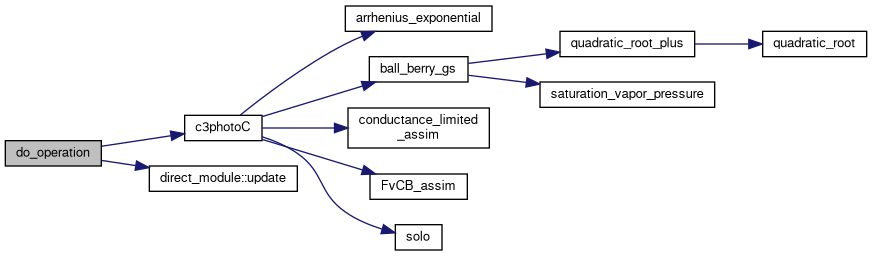 do_operation
c3photoC
direct_module::update
arrhenius_exponential
ball_berry_gs
conductance_limited
_assim
FvCB_assim
solo
quadratic_root_plus
saturation_vapor_pressure
quadratic_root